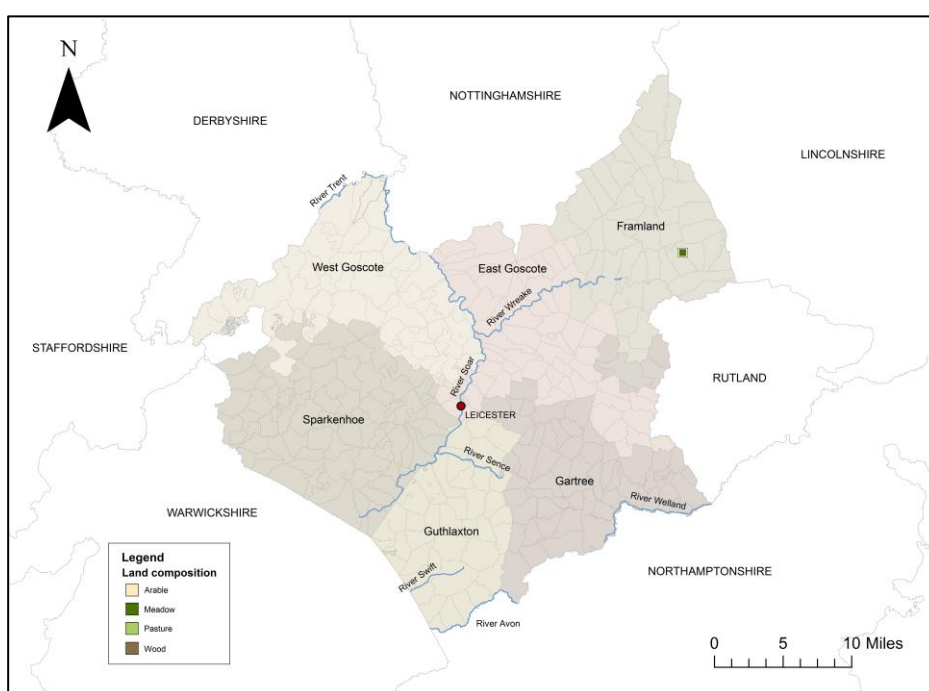 N
NOTTINGHAMSHIRE
DERBYSHIRE
LINCOLNSHIRE
River Trent
Framland
West Goscote
East Goscote
River Wreake
STAFFORDSHIRE
RUTLAND
River Soar
LEICESTER
Sparkenhoe
River Sence
Gartree
River Welland
WARWICKSHIRE
Guthlaxton
NORTHAMPTONSHIRE
River Swift
River Avon
Legend
Land composition
Arable
Meadow
Pasture
Wood
0 5 10 Miles